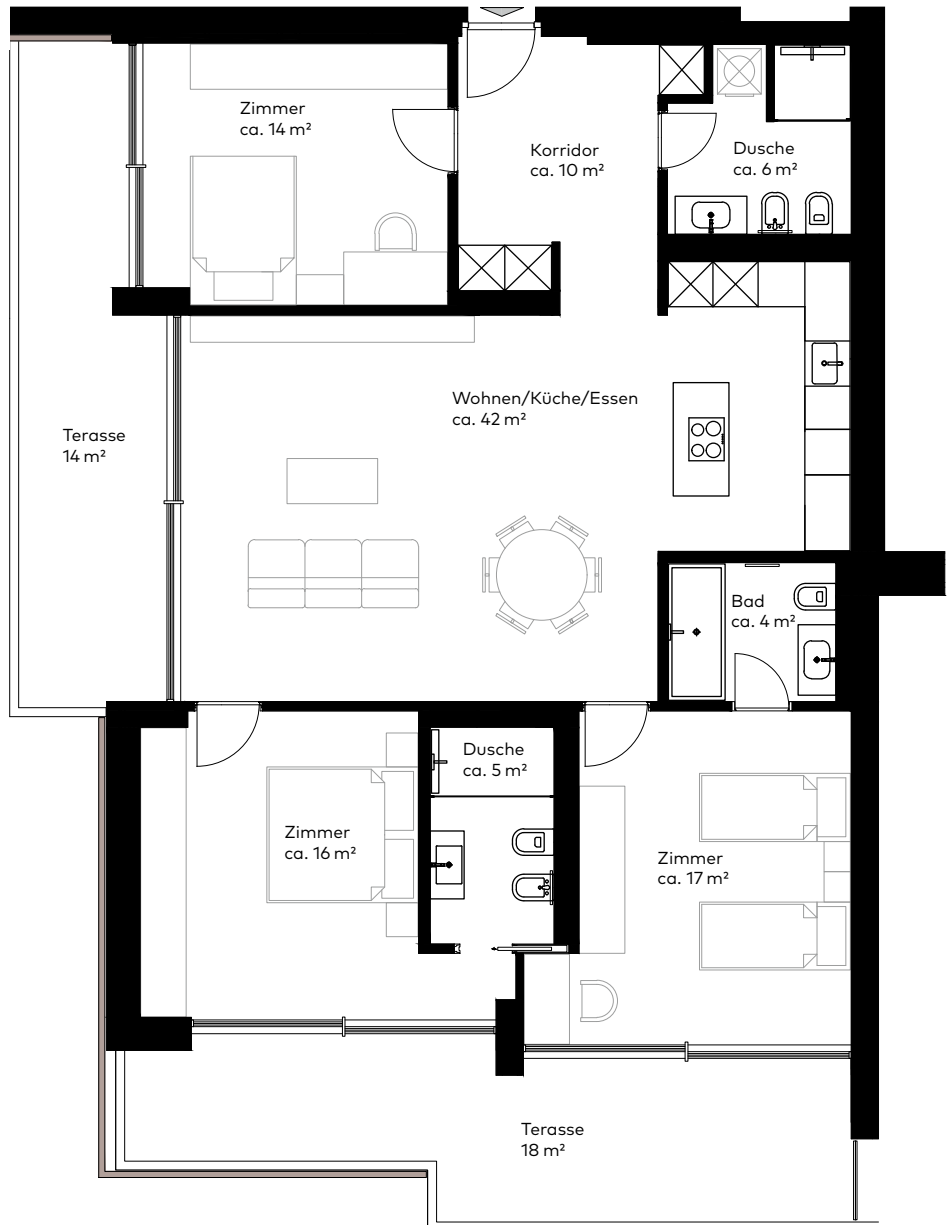 Zimmer
ca. 14 m²
Korridor
ca. 10 m²
Dusche
ca. 6 m²
Wohnen/Küche/Essen
ca. 42 m²
Terasse
14 m²
Bad
ca. 4 m²
Dusche
ca. 5 m²
Zimmer
ca. 16 m²
Zimmer
ca. 17 m²
Terasse
18 m²